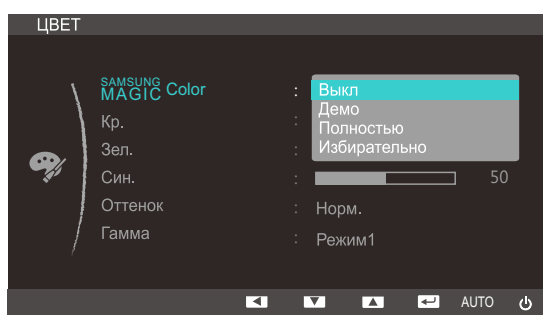 ЦВЕТ
SAMSUNG MAGIC Color : Выкл
Демо
Полностью
Избирательно
Кр. :
Зел. :
Син. : 50
Оттенок : Норм.
Гамма : Режим1
AUTO